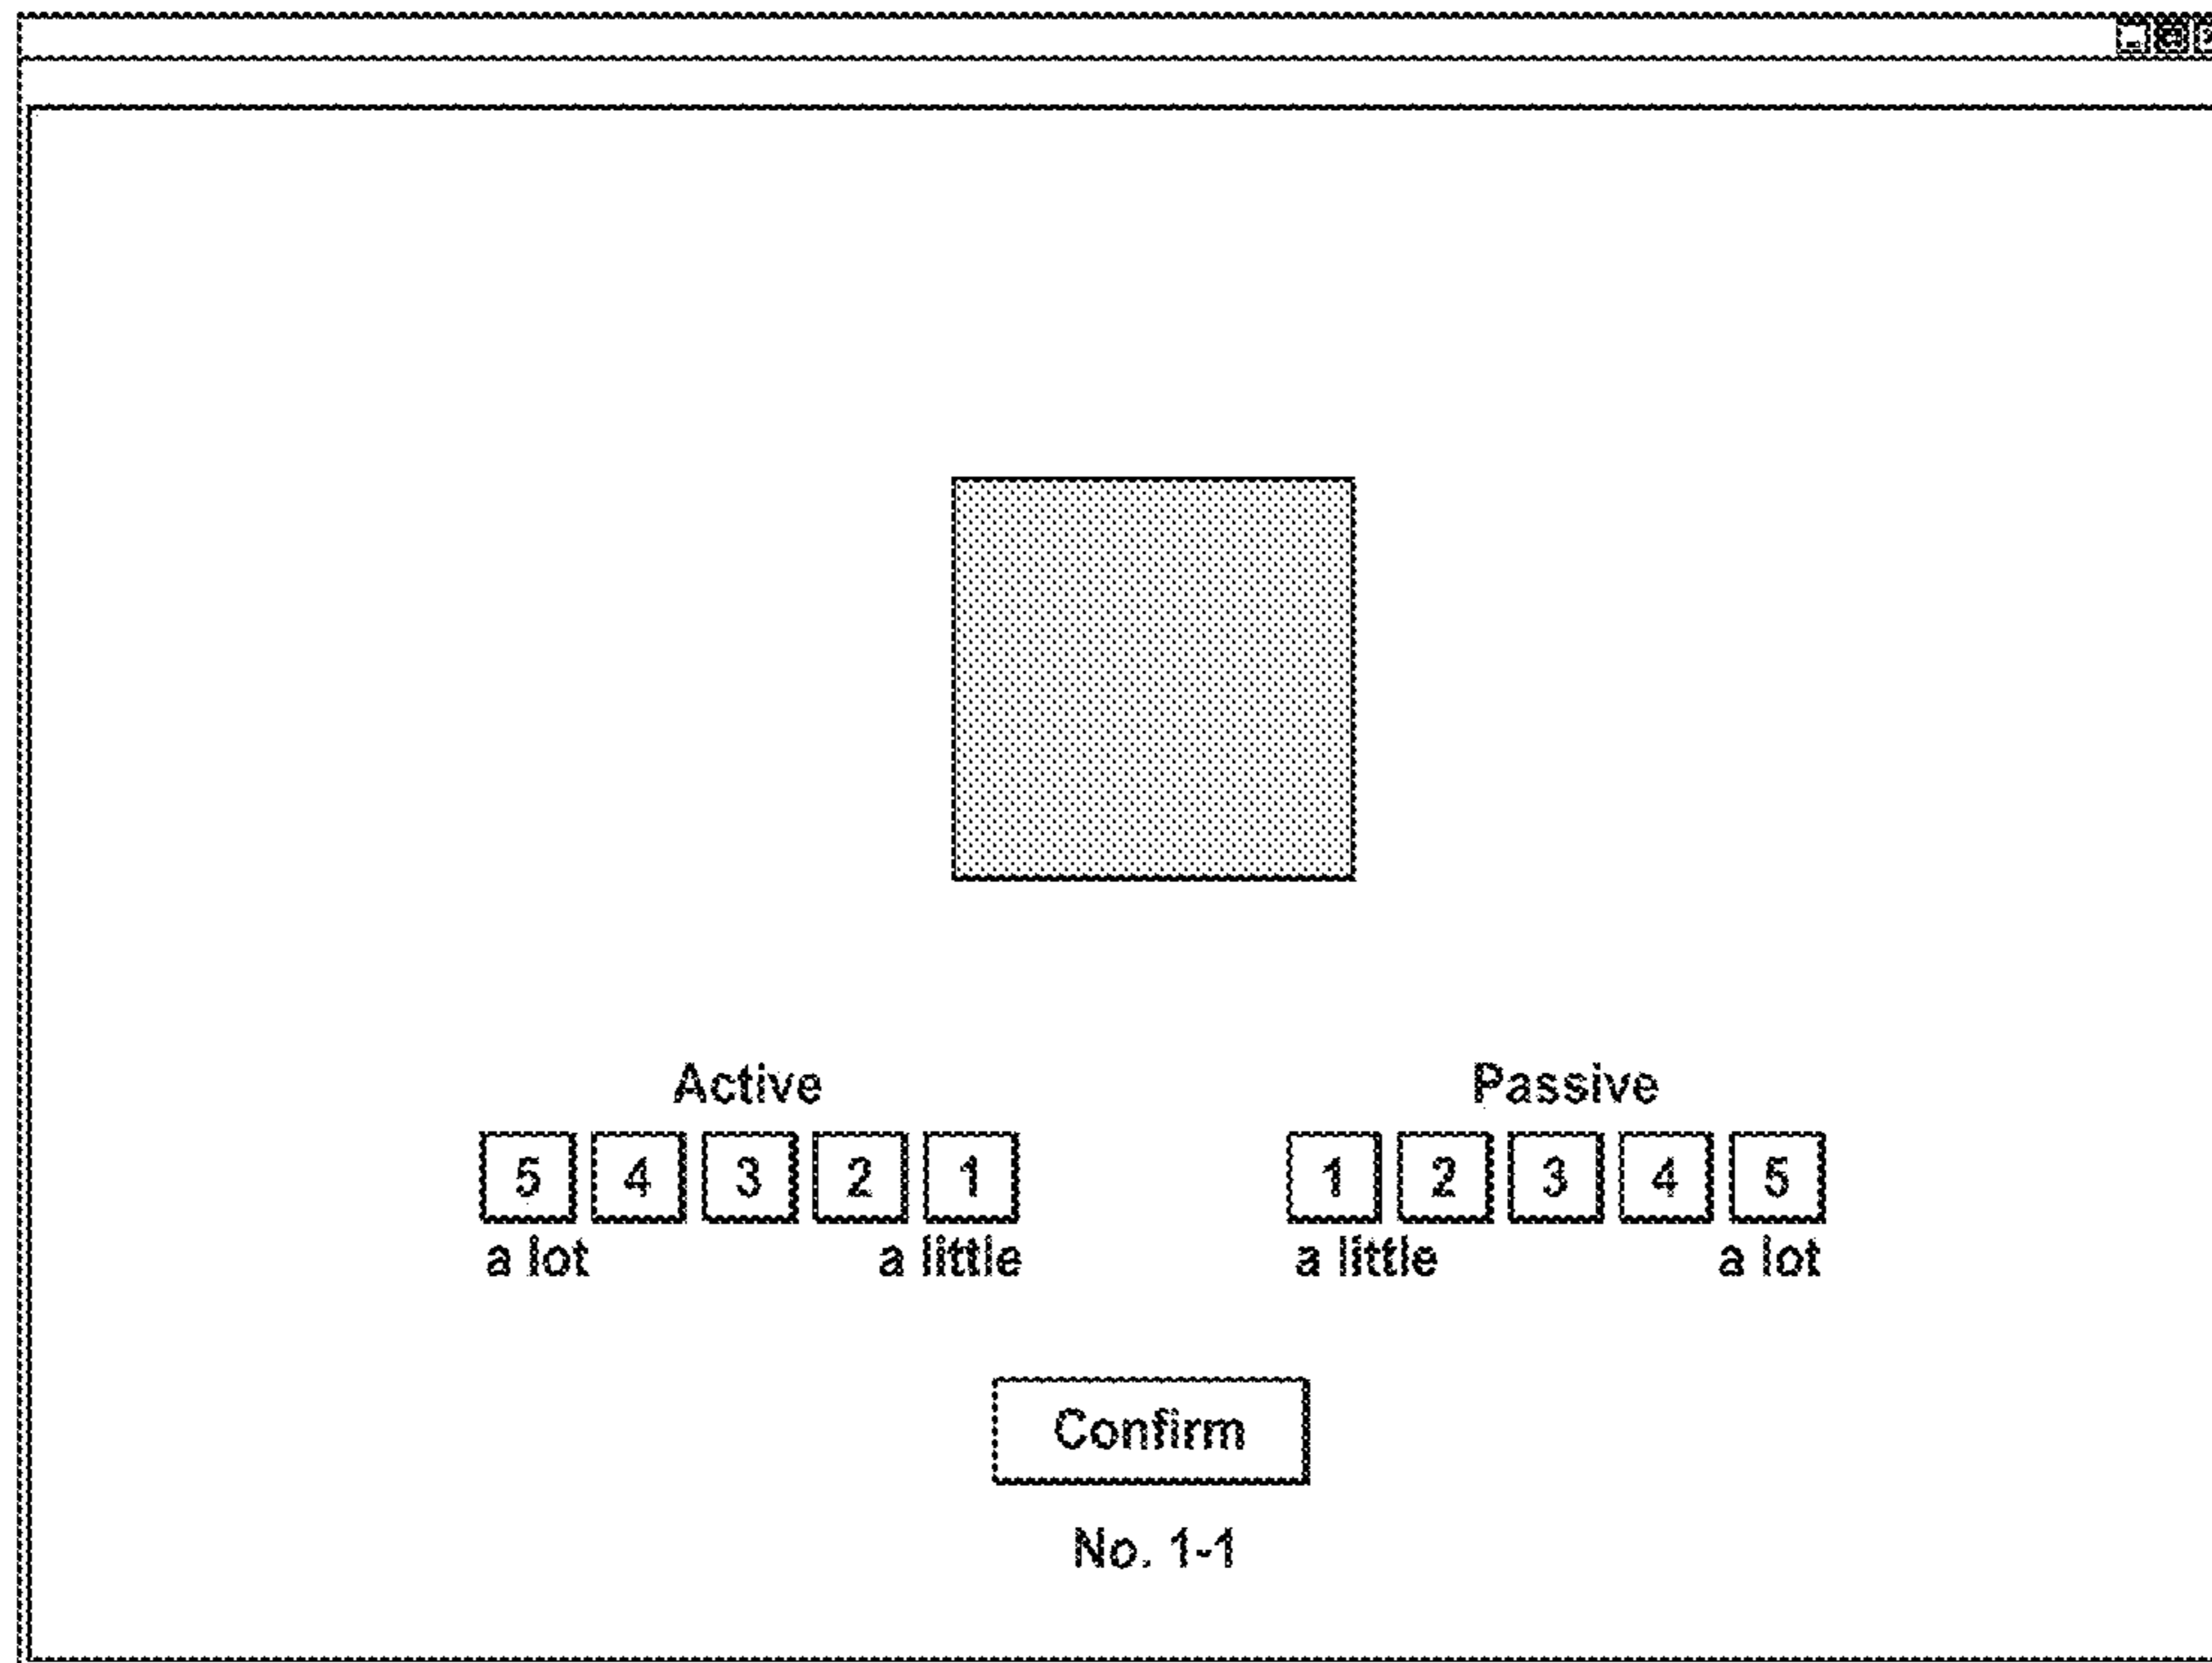 Active Passive
5 4 3 2 1 1 2 3 4 5
a lot a little a little a lot
Confirm
No. 1-1